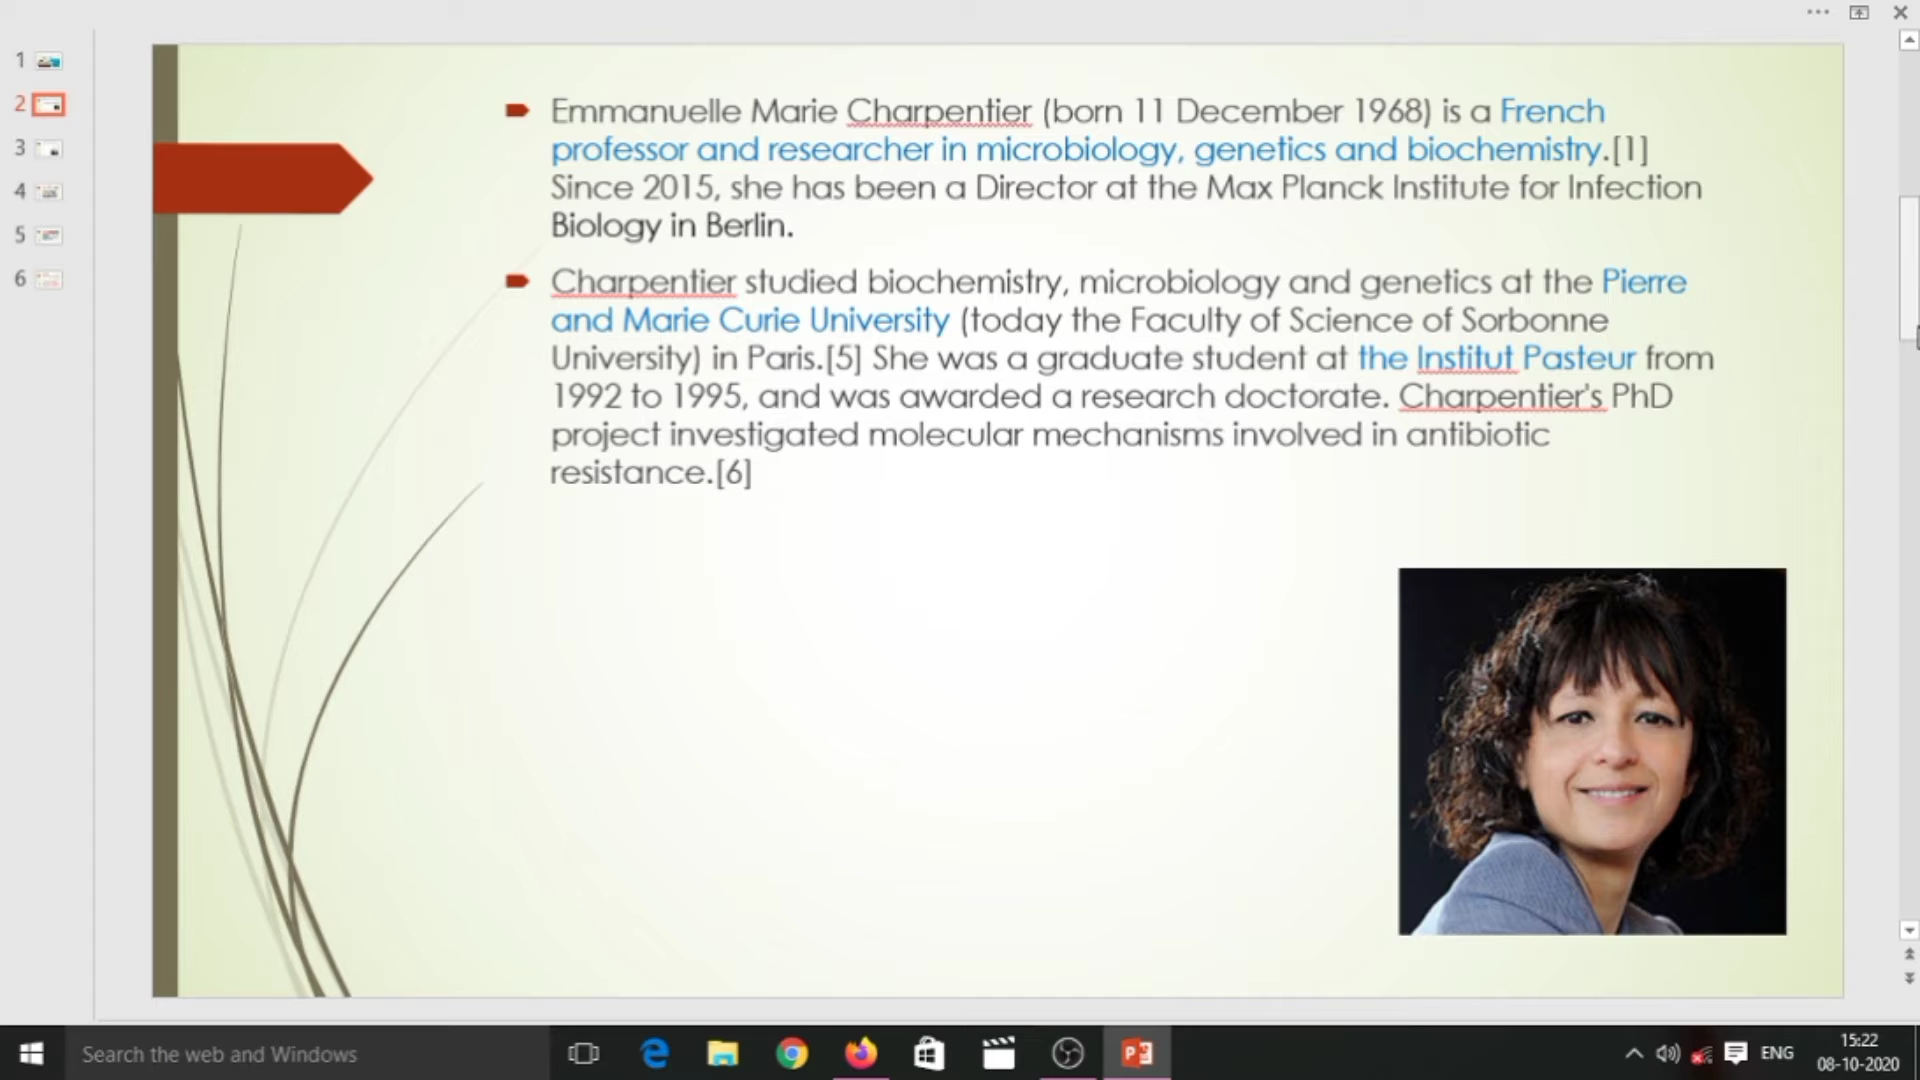 1
2
3
4
5
6
Emmanuelle Marie Charpentier (born 11 December 1968) is a French
professor and researcher in microbiology, genetics and biochemistry.[1]
Since 2015, she has been a Director at the Max Planck Institute for Infection
Biology in Berlin.
Charpentier studied biochemistry, microbiology and genetics at the Pierre
and Marie Curie University (today the Faculty of Science of Sorbonne
University) in Paris.[5] She was a graduate student at the Institut Pasteur from
1992 to 1995, and was awarded a research doctorate. Charpentier's PhD
project investigated molecular mechanisms involved in antibiotic
resistance.[6]
Search the web and Windows
ENG
15:22
08-10-2020